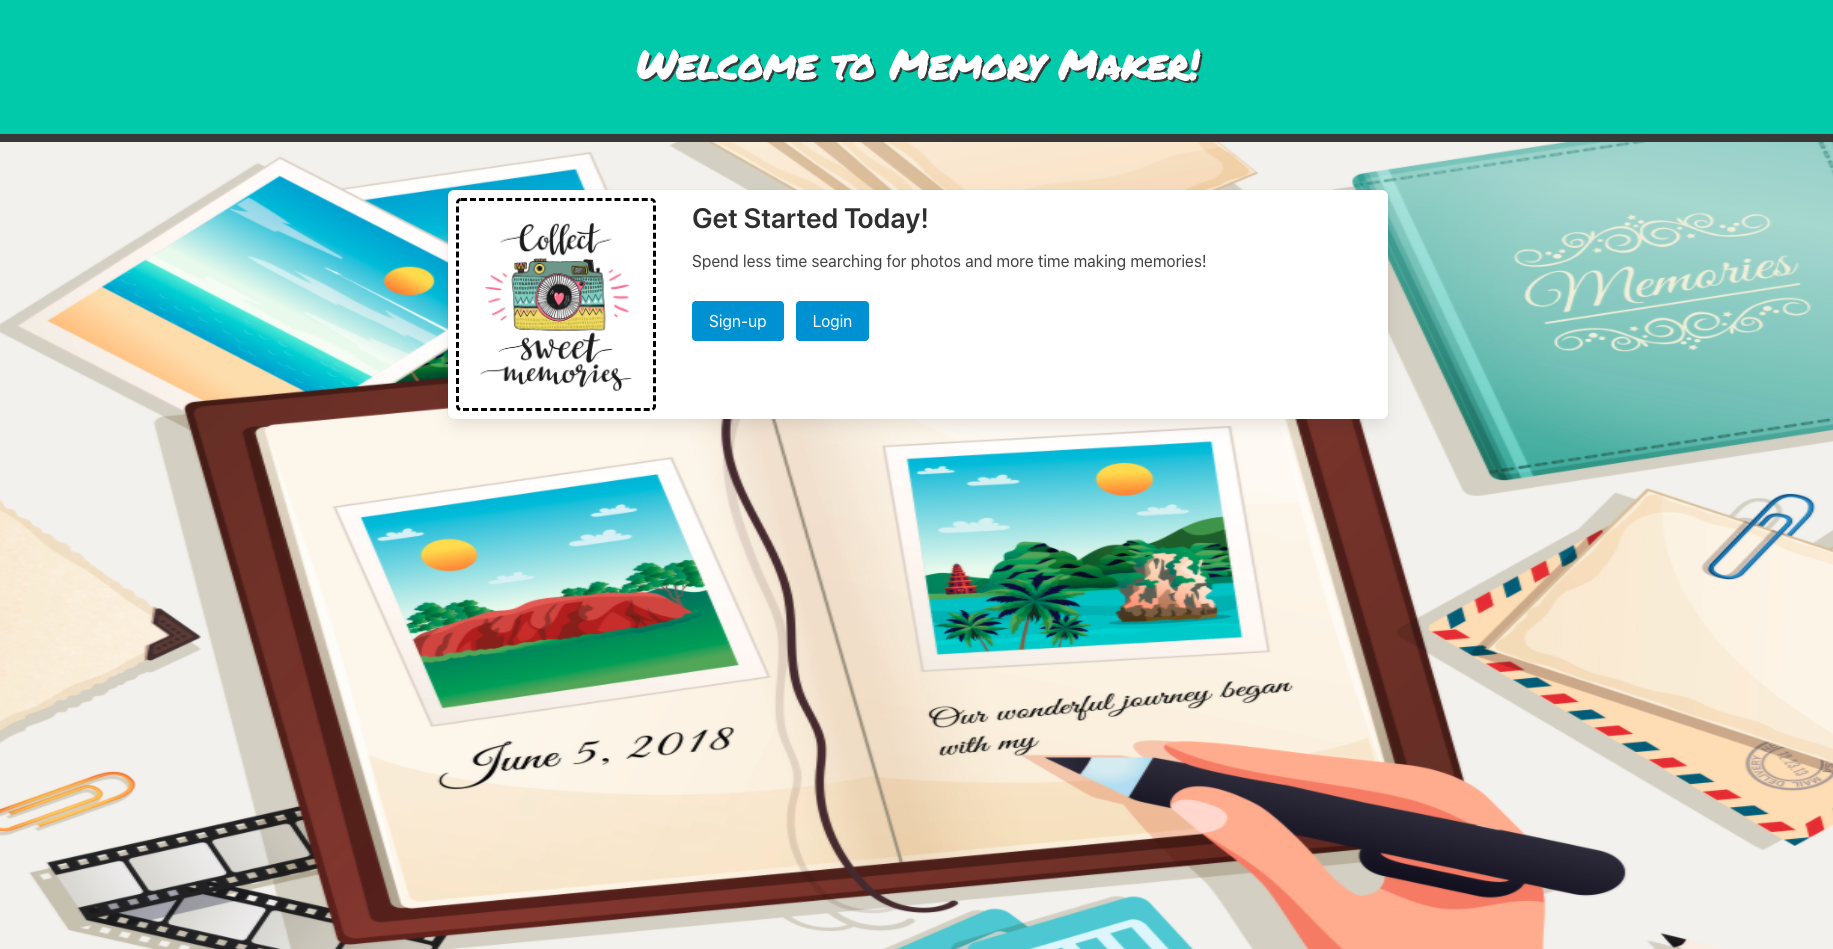 Welcome to Memory Maker!
Collect
sweet
memories
Get Started Today!
Spend less time searching for photos and more time making memories!
Sign-up
Login
Memories
June 5, 2018
Our wonderful journey began
with my